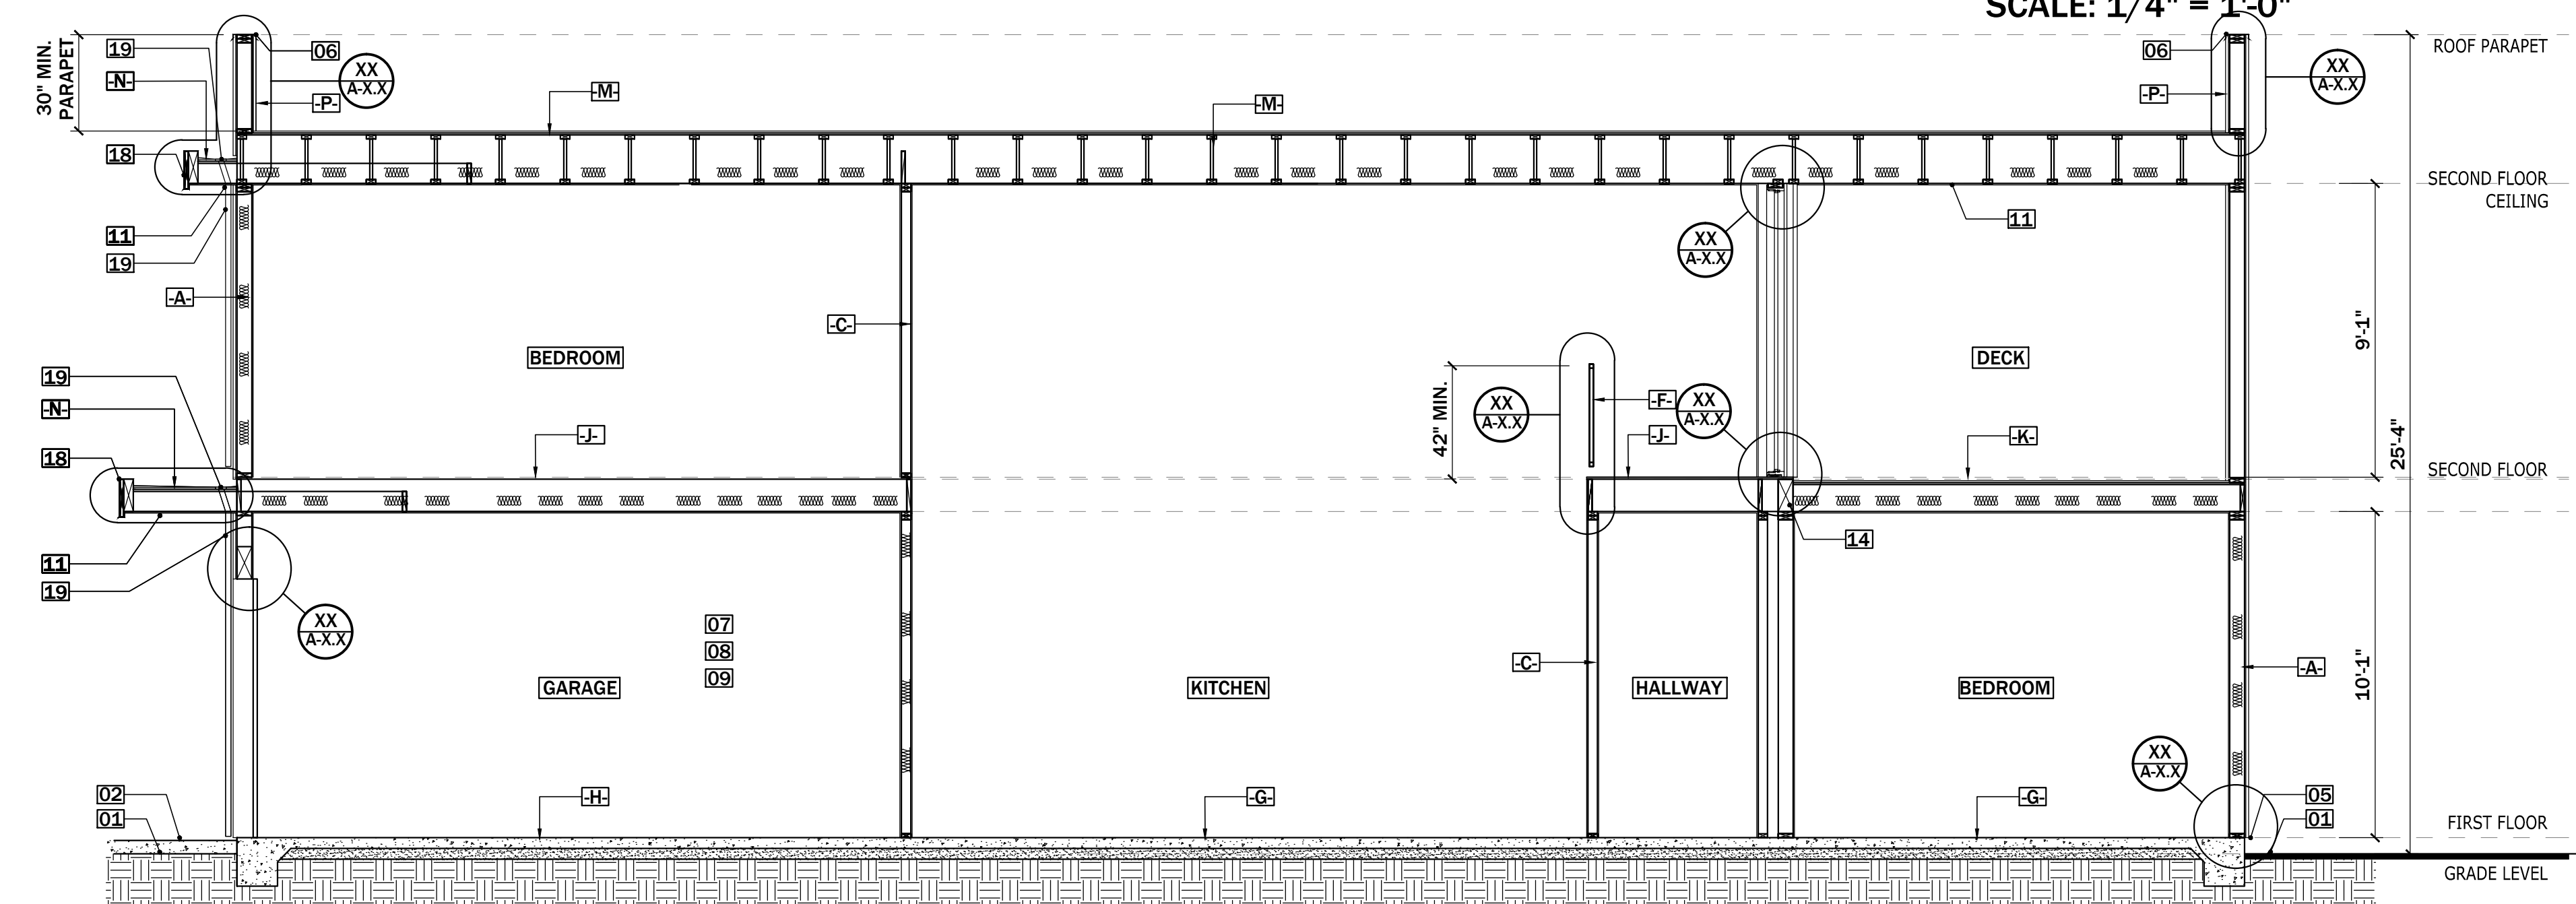 SCALE: 1/4" = 1'-0"
30" MIN.
PARAPET
19
-N-
18
11
19
-A-
06
XX
A-X.X
-P-
-M-
-M-
06
-P-
XX
A-X.X
ROOF PARAPET
SECOND FLOOR
CEILING
11
XX
A-X.X
BEDROOM
-C-
DECK
9'-1"
25'-4"
19
-N-
18
11
19
-J-
42" MIN.
XX
A-X.X
-F-
-J-
XX
A-X.X
-K-
SECOND FLOOR
14
XX
A-X.X
07
08
09
GARAGE
KITCHEN
-C-
HALLWAY
BEDROOM
-A-
10'-1"
XX
A-X.X
02
01
-H-
-G-
-G-
05
01
FIRST FLOOR
GRADE LEVEL